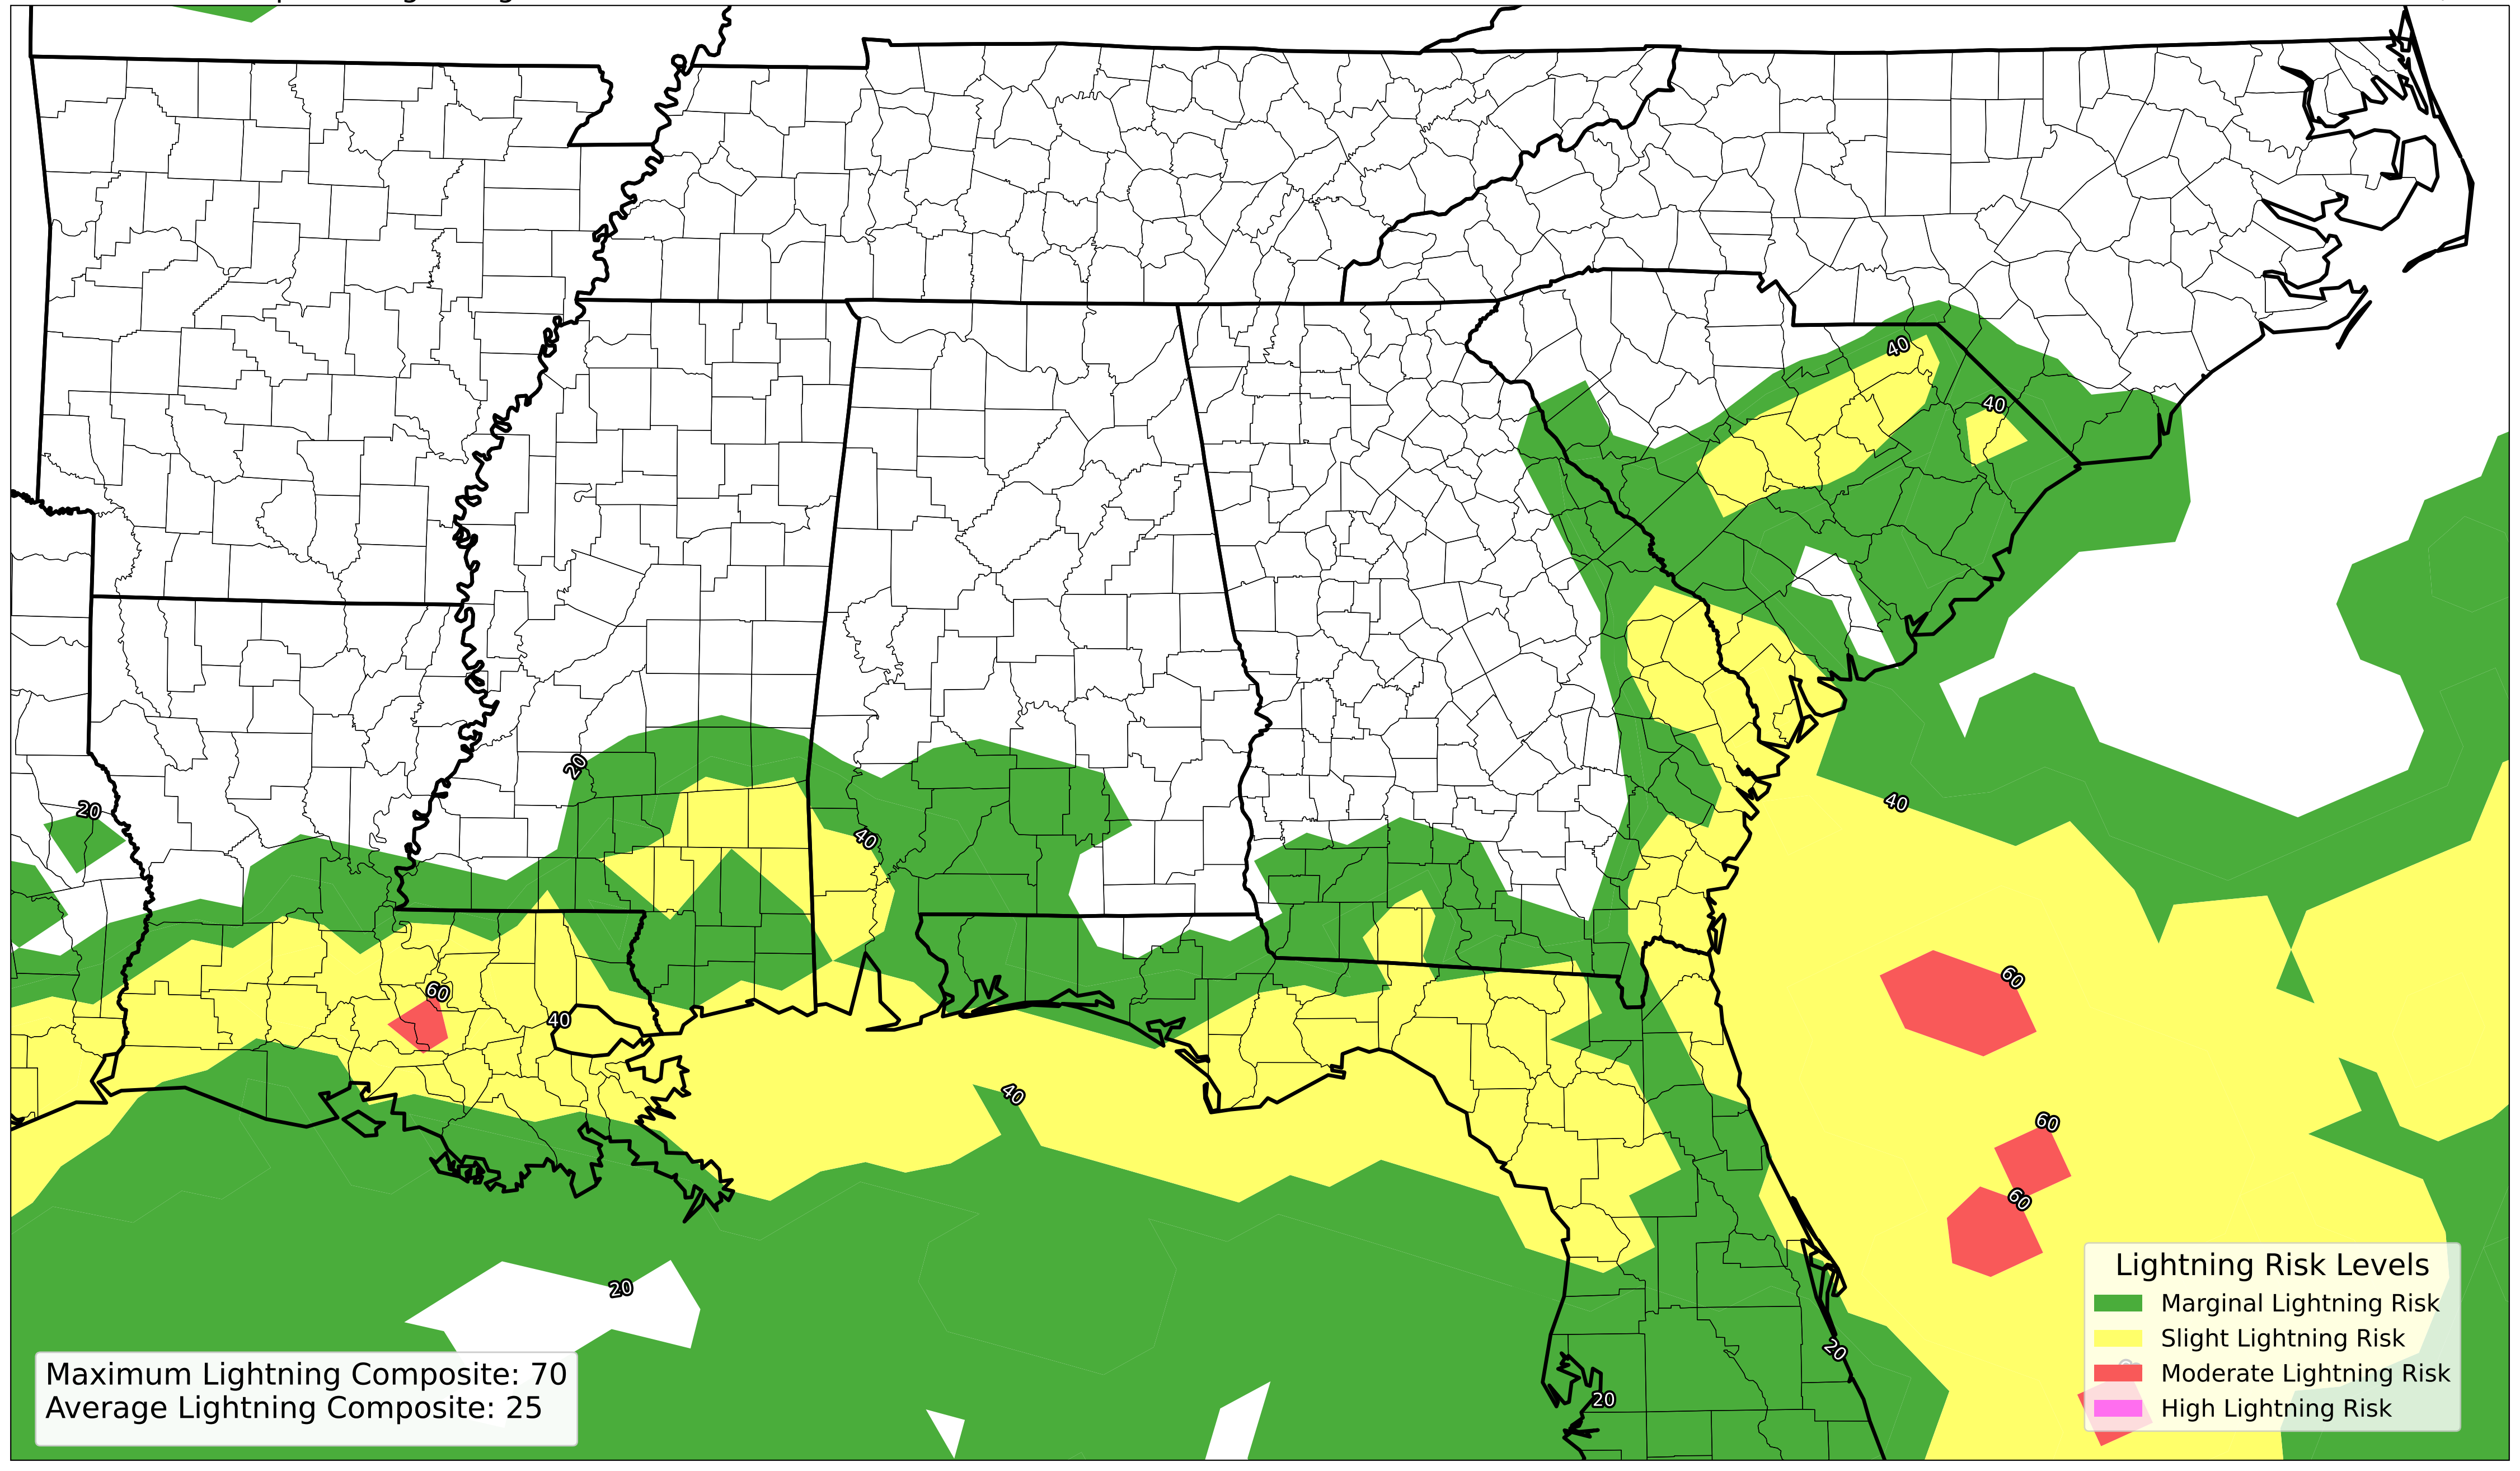 40
40
20
20
40
40
60
60
40
40
60
60
20
20
20
Lightning Risk Levels
Marginal Lightning Risk
Slight Lightning Risk
Moderate Lightning Risk
High Lightning Risk
Maximum Lightning Composite: 70
Average Lightning Composite: 25